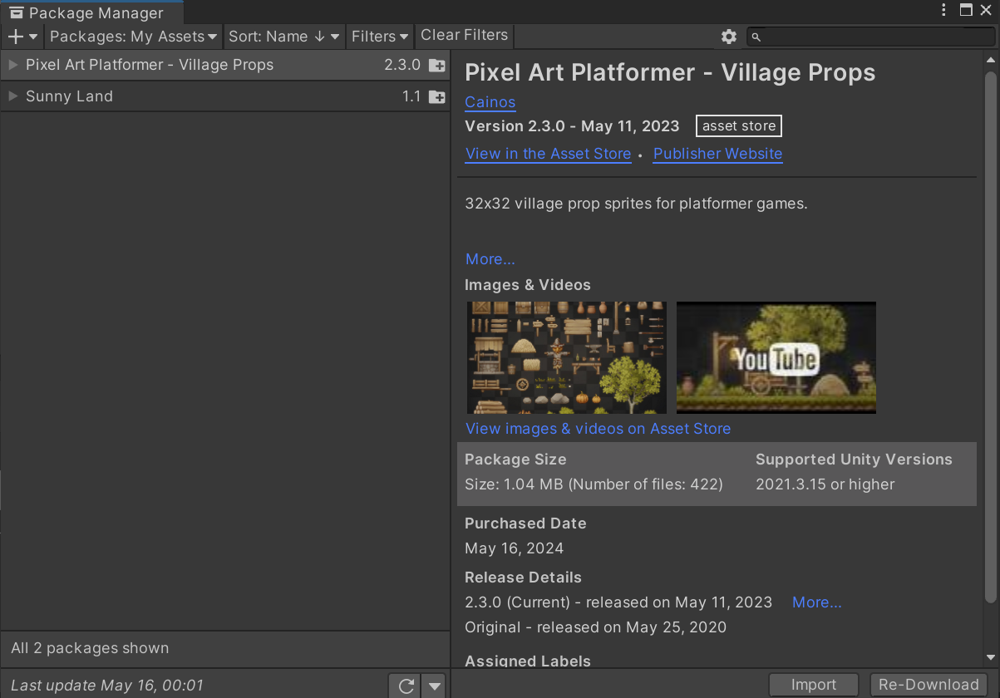 Package Manager
Packages: My Assets
Sort: Name ↓
Filters
Clear Filters
Pixel Art Platformer - Village Props 2.3.0
Sunny Land 1.1
All 2 packages shown
Last update May 16, 00:01
Pixel Art Platformer - Village Props
Cainos
Version 2.3.0 - May 11, 2023 asset store
View in the Asset Store • Publisher Website
32x32 village prop sprites for platformer games.
More...
Images & Videos
YouTube
View images & videos on Asset Store
Package Size Supported Unity Versions
Size: 1.04 MB (Number of files: 422) 2021.3.15 or higher
Purchased Date
May 16, 2024
Release Details
2.3.0 (Current) - released on May 11, 2023 More...
Original - released on May 25, 2020
Assigned Labels
Import Re-Download